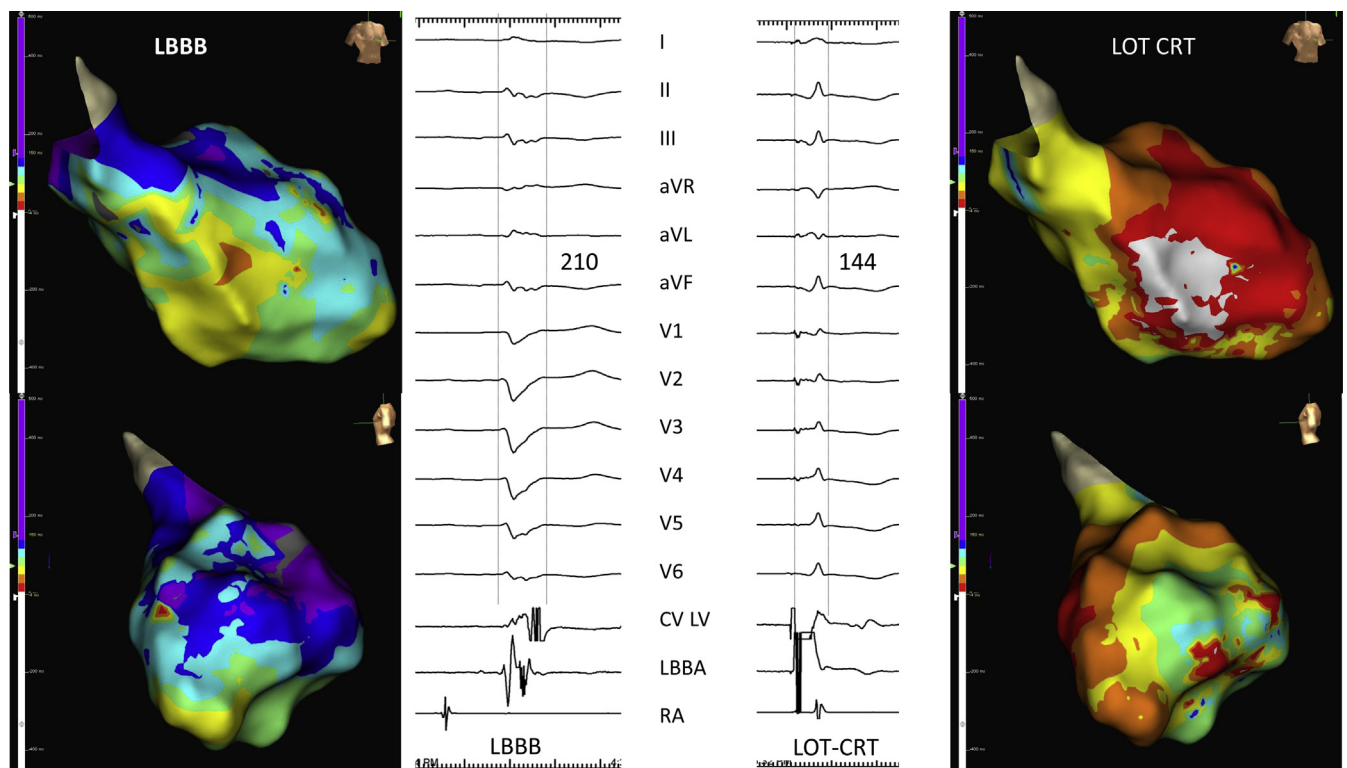 LBBB
LOT CRT
I
II
III
aVR
aVL
210
144
aVF
V1
V2
V3
V4
V5
V6
CV LV
LBBA
RA
LBBB
LOT-CRT